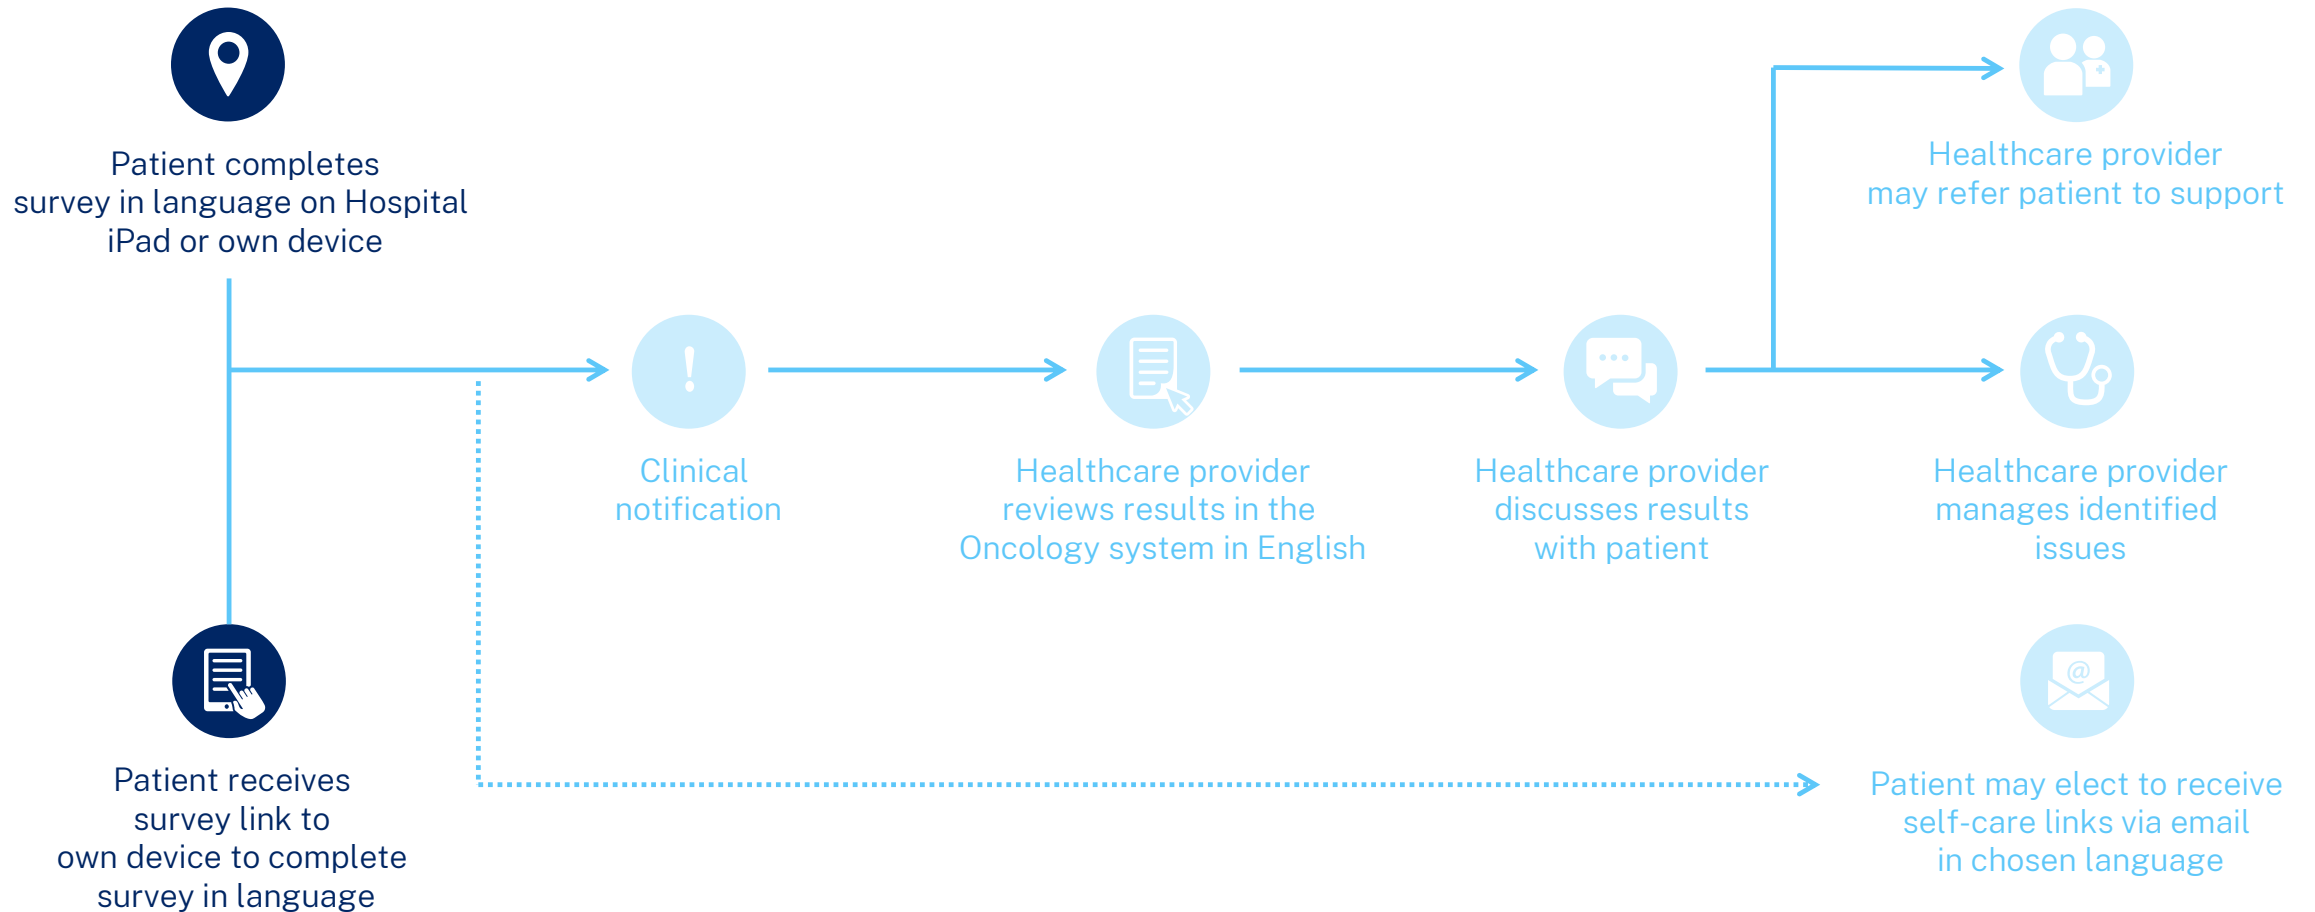 Patient completes
survey in language on Hospital
iPad or own device
Healthcare provider
may refer patient to support
!
Clinical
notification
Healthcare provider
reviews results in the
Oncology system in English
Healthcare provider
discusses results
with patient
Healthcare provider
manages identified
issues
Patient receives
survey link to
own device to complete
survey in language
@
Patient may elect to receive
self-care links via email
in chosen language